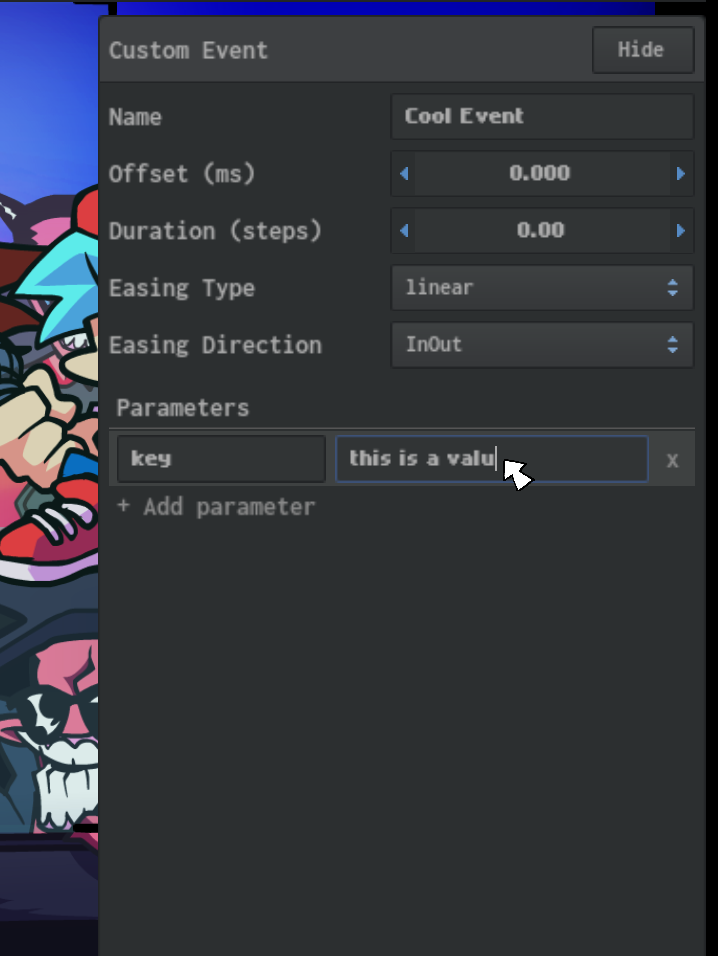 Custom Event Hide
Name Cool Event
Offset (ms) 0.000
Duration (steps) 0.00
Easing Type linear
Easing Direction InOut
Parameters
key this is a valu x
+ Add parameter